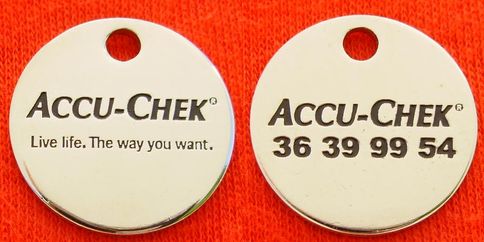 ACCU-CHEK®
Live life. The way you want.
ACCU-CHEK®
36 39 99 54